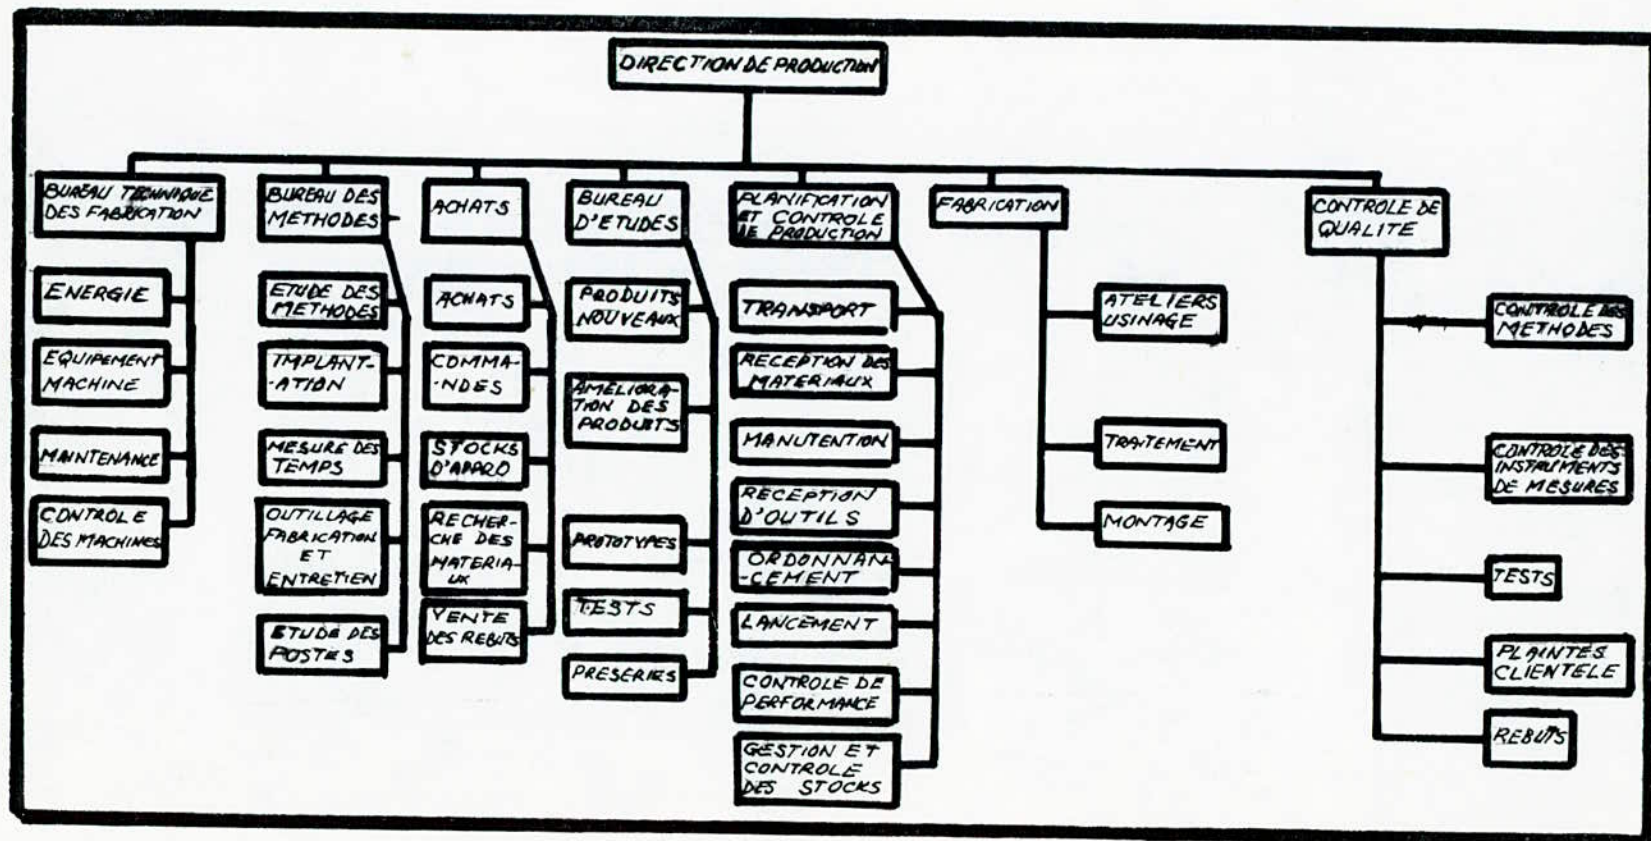 DIRECTION DE PRODUCTION
BUREAU TECHNIQUE
DES FABRICATION
ENERGIE
EQUIPEMENT
MACHINE
MAINTENANCE
CONTROLE
DES MACHINES
BUREAU DES
METHODES
ETUDE DES
METHODES
IMPLANT-
-ATION
MESURE DES
TEMPS
OUTILLAGE
FABRICATION
ET
ENTRETIEN
ETUDE DES
POSTES
ACHATS
ACHATS
COMMA-
-NDES
STOCKS
D'APPRO
RECHER-
CHE DES
MATERIA-
UX
VENTE
DES REBUTS
BUREAU
D'ETUDES
PRODUITS
NOUVEAUX
AMÉLIORA-
TION DES
PRODUITS
PROTOTYPES
TESTS
PRESERIES
PLANIFICATION
ET CONTROLE
DE PRODUCTION
TRANSPORT
RECEPTION DES
MATERIAUX
MANUTENTION
RECEPTION
D'OUTILS
ORDONNAN-
-CEMENT
LANCEMENT
CONTROLE DE
PERFORMANCE
GESTION ET
CONTROLE
DES STOCKS
FABRICATION
ATELIERS
USINAGE
TRAITEMENT
MONTAGE
CONTROLE DE
QUALITE
CONTROLE DES
METHODES
CONTROLE DES
INSTRUMENTS
DE MESURES
TESTS
PLAINTES
CLIENTELE
REBUTS